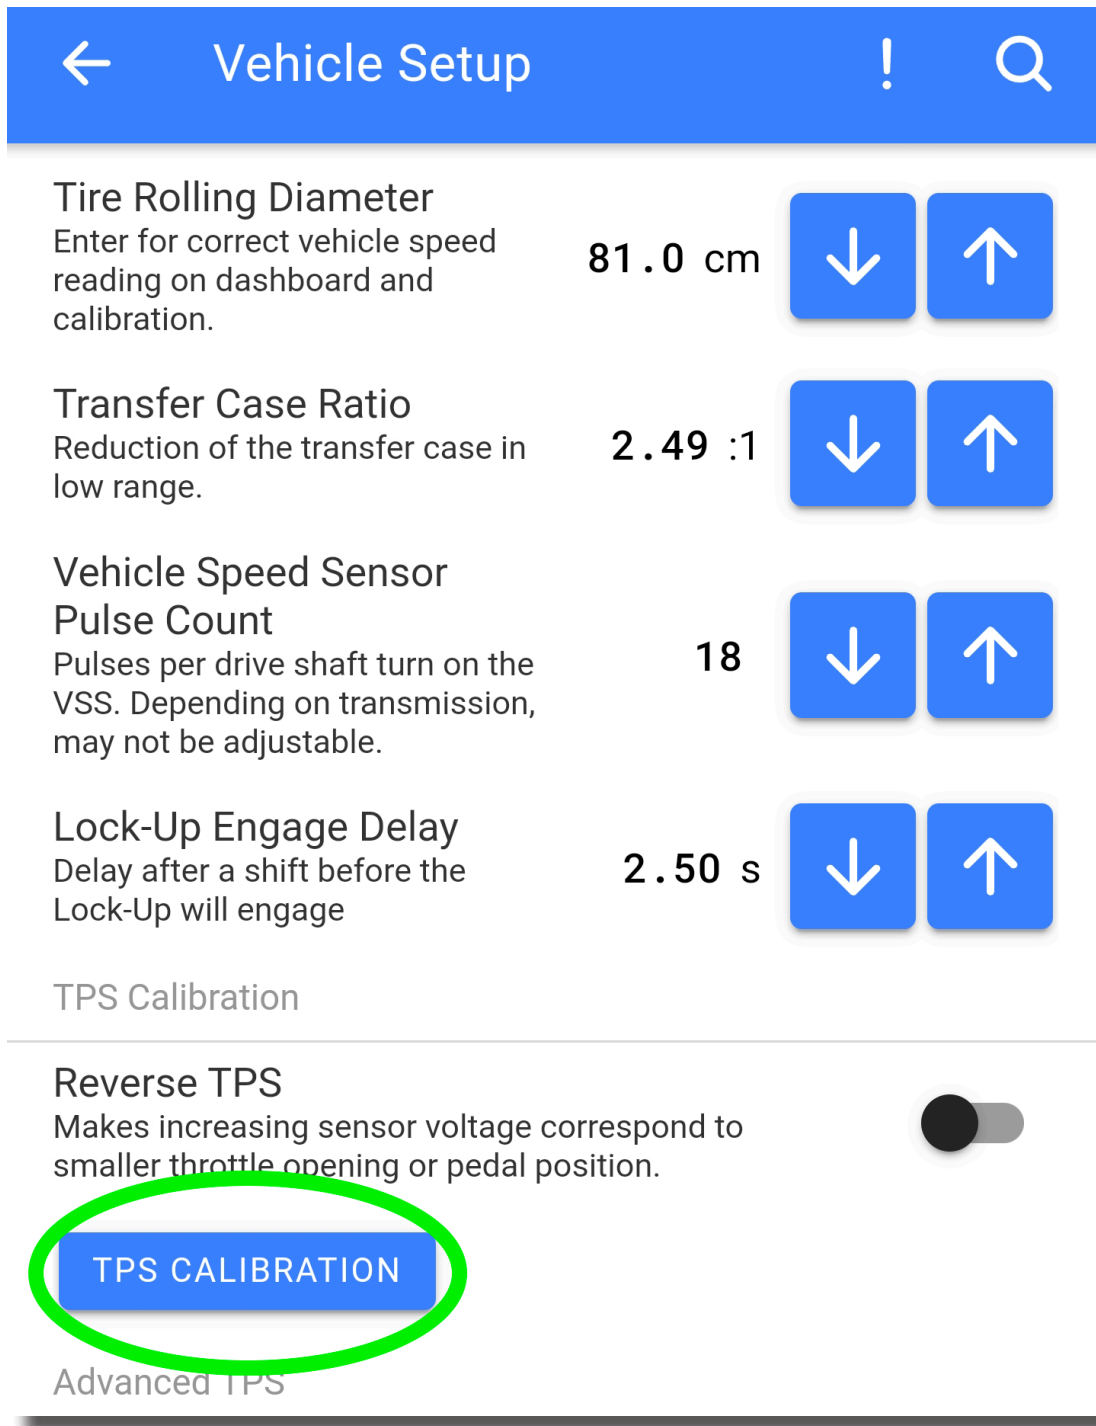 Vehicle Setup
Tire Rolling Diameter
Enter for correct vehicle speed
reading on dashboard and
calibration.
81.0 cm
Transfer Case Ratio
Reduction of the transfer case in
low range.
2.49 :1
Vehicle Speed Sensor
Pulse Count
Pulses per drive shaft turn on the
VSS. Depending on transmission,
may not be adjustable.
18
Lock-Up Engage Delay
Delay after a shift before the
Lock-Up will engage
2.50 s
TPS Calibration
Reverse TPS
Makes increasing sensor voltage correspond to
smaller throttle opening or pedal position.
TPS CALIBRATION
Advanced TPS